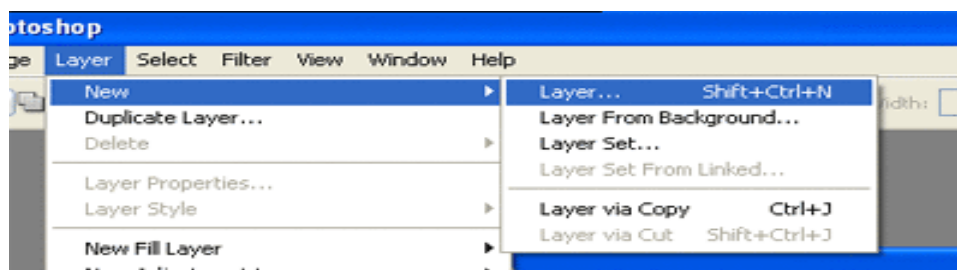 otoshop
ge Layer Select Filter View Window Help
New
Duplicate Layer...
Delete
Layer Properties...
Layer Style
New Fill Layer
Layer... Shift+Ctrl+N
Layer From Background...
Layer Set...
Layer Set From Linked...
Layer via Copy Ctrl+J
Layer via Cut Shift+Ctrl+J
idth: